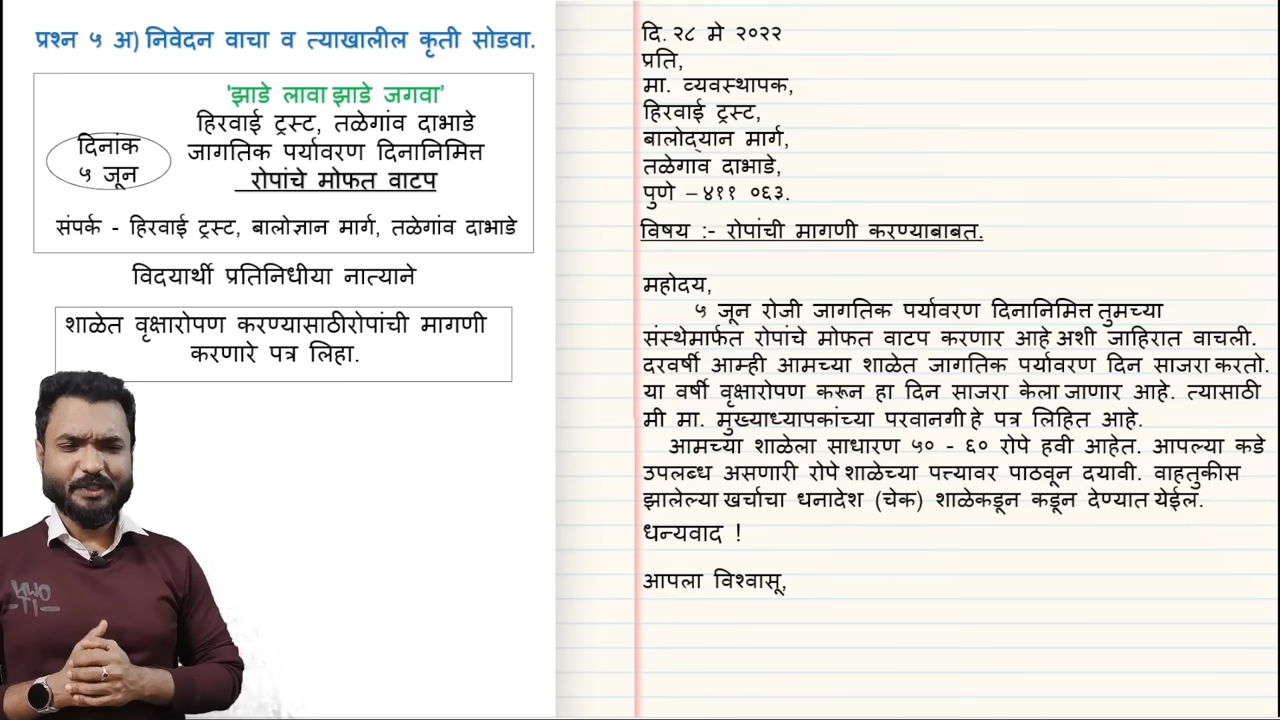 प्रश्न ५ अ) निवेदन वाचा व त्याखालील कृती सोडवा.
'झाडे लावा झाडे जगवा’
हिरवाई ट्रस्ट, तळेगांव दाभाडे
जागतिक पर्यावरण दिनानिमित्त
रोपांचे मोफत वाटप
दिनांक
५ जून
संपर्क - हिरवाई ट्रस्ट, बालोज्ञान मार्ग, तळेगांव दाभाडे
विदयार्थी प्रतिनिधीया नात्याने
शाळेत वृक्षारोपण करण्यासाठीरोपांची मागणी
करणारे पत्र लिहा.
दि. २८ मे २०२२
प्रति,
मा. व्यवस्थापक,
हिरवाई ट्रस्ट,
बालोद्यान मार्ग,
तळेगाव दाभाडे,
पुणे – ४११ ०६३.
विषय :- रोपांची मागणी करण्याबाबत.
महोदय,
५ जून रोजी जागतिक पर्यावरण दिनानिमित्त तुमच्या
संस्थेमार्फत रोपांचे मोफत वाटप करणार आहे अशी जाहिरात वाचली.
दरवर्षी आम्ही आमच्या शाळेत जागतिक पर्यावरण दिन साजरा करतो.
या वर्षी वृक्षारोपण करून हा दिन साजरा केला जाणार आहे. त्यासाठी
मी मा. मुख्याध्यापकांच्या परवानगी हे पत्र लिहित आहे.
आमच्या शाळेला साधारण ५० - ६० रोपे हवी आहेत. आपल्या कडे
उपलब्ध असणारी रोपे शाळेच्या पत्त्यावर पाठवून दयावी. वाहतुकीस
झालेल्या खर्चाचा धनादेश (चेक) शाळेकडून कडून देण्यात येईल.
धन्यवाद !
आपला विश्वासू,